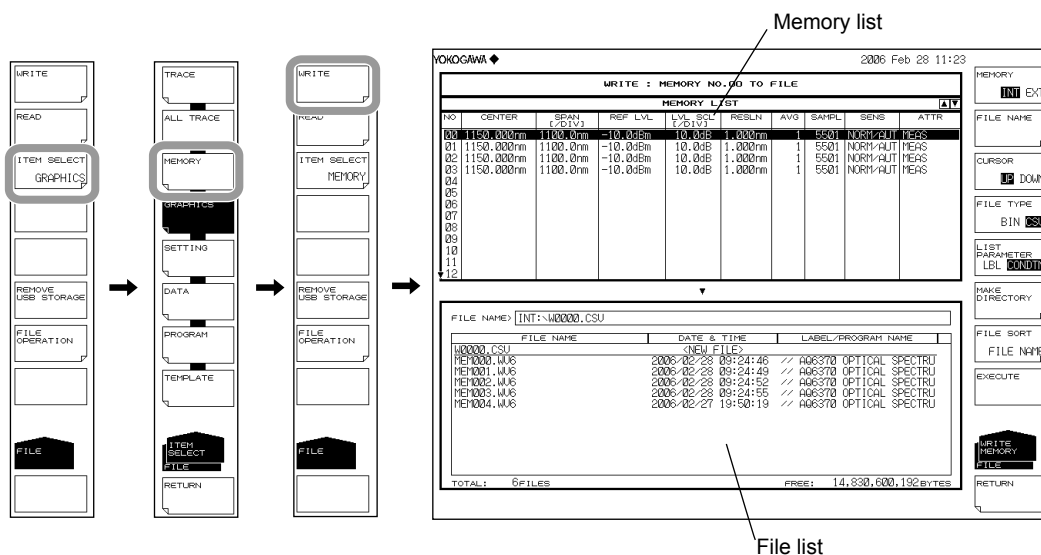 Memory list
WRITE
READ
ITEM SELECT
GRAPHICS
REMOVE
USB STORAGE
FILE
OPERATION
FILE
TRACE
ALL TRACE
MEMORY
GRAPHICS
SETTING
DATA
PROGRAM
TEMPLATE
ITEM
SELECT
FILE
RETURN
WRITE
READ
ITEM SELECT
MEMORY
REMOVE
USB STORAGE
FILE
OPERATION
FILE
YOKOGAWA ◆ 2006 Feb 28 11:23
WRITE : MEMORY NO.00 TO FILE
MEMORY LIST
NO CENTER SPAN [/DIV] REF LVL LVL SCL [/DIV] RESLN AVG SAMPL SENS ATTR
00 1150.000nm 1100.0nm -10.0dBm 10.0dB 1.000nm 1 5501 NORM/AUT MEAS
01 1150.000nm 1100.0nm -10.0dBm 10.0dB 1.000nm 1 5501 NORM/AUT MEAS
02 1150.000nm 1100.0nm -10.0dBm 10.0dB 1.000nm 1 5501 NORM/AUT MEAS
03 1150.000nm 1100.0nm -10.0dBm 10.0dB 1.000nm 1 5501 NORM/AUT MEAS
04
05
06
07
08
09
10
11
12
FILE NAME> INT:\W0000.CSV
FILE NAME DATE & TIME LABEL/PROGRAM NAME
W0000.CSV <NEW FILE>
MEM000.WV6 2006/02/28 09:24:46 // AQ6370 OPTICAL SPECTRU
MEM001.WV6 2006/02/28 09:24:49 // AQ6370 OPTICAL SPECTRU
MEM002.WV6 2006/02/28 09:24:52 // AQ6370 OPTICAL SPECTRU
MEM003.WV6 2006/02/28 09:24:55 // AQ6370 OPTICAL SPECTRU
MEM004.WV6 2006/02/27 19:50:19 // AQ6370 OPTICAL SPECTRU
TOTAL: 6FILES FREE: 14,830,600,192 BYTES
MEMORY
INT EXT
FILE NAME
CURSOR
UP DOWN
FILE TYPE
BIN CSV
LIST
PARAMETER
LBL CONDTN
MAKE
DIRECTORY
FILE SORT
FILE NAME
EXECUTE
WRITE
MEMORY
FILE
RETURN
File list